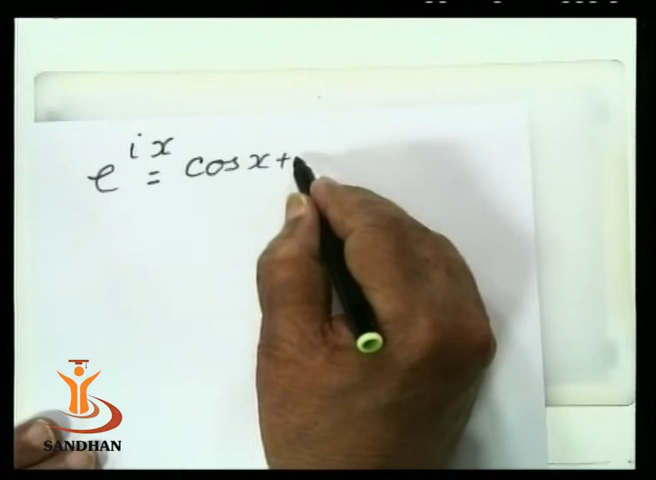 e^{ix} = cos x +
SANDHAN